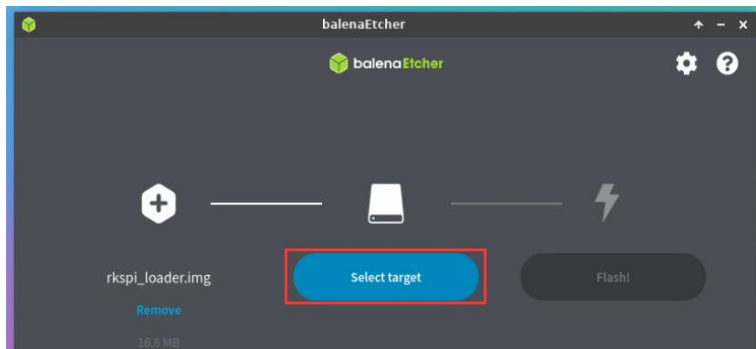 balenaEtcher
balenaEtcher
rkspi_loader.img
Select target
Flash!
Remove
16.8 MB